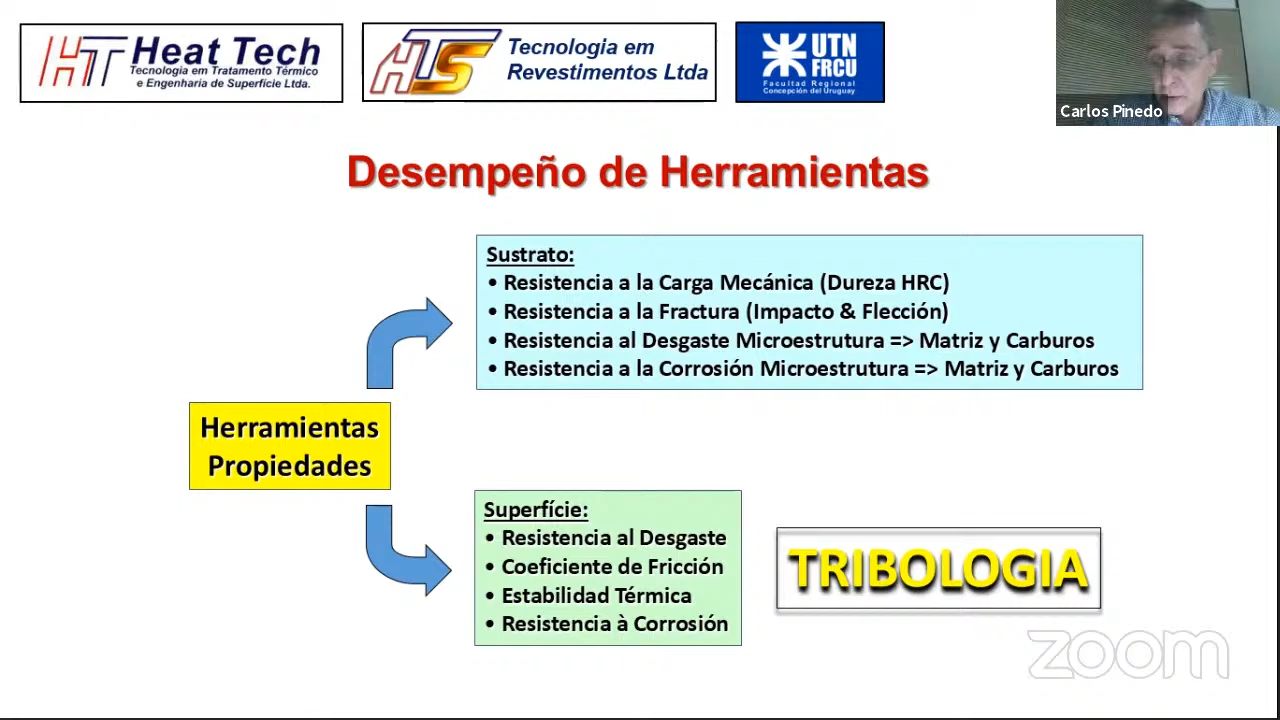 HT Heat Tech
Tecnologia em Tratamento Térmico
e Engenharia de Superfície Ltda.
HTS Tecnologia em
Revestimentos Ltda
UTN
FRCU
Facultad Regional
Concepción del Uruguay
Carlos Pinedo
Desempeño de Herramientas
Sustrato:
• Resistencia a la Carga Mecánica (Dureza HRC)
• Resistencia a la Fractura (Impacto & Flección)
• Resistencia al Desgaste Microestrutura => Matriz y Carburos
• Resistencia a la Corrosión Microestrutura => Matriz y Carburos
Herramientas
Propiedades
Superfície:
• Resistencia al Desgaste
• Coeficiente de Fricción
• Estabilidad Térmica
• Resistencia à Corrosión
TRIBOLOGIA
zoom